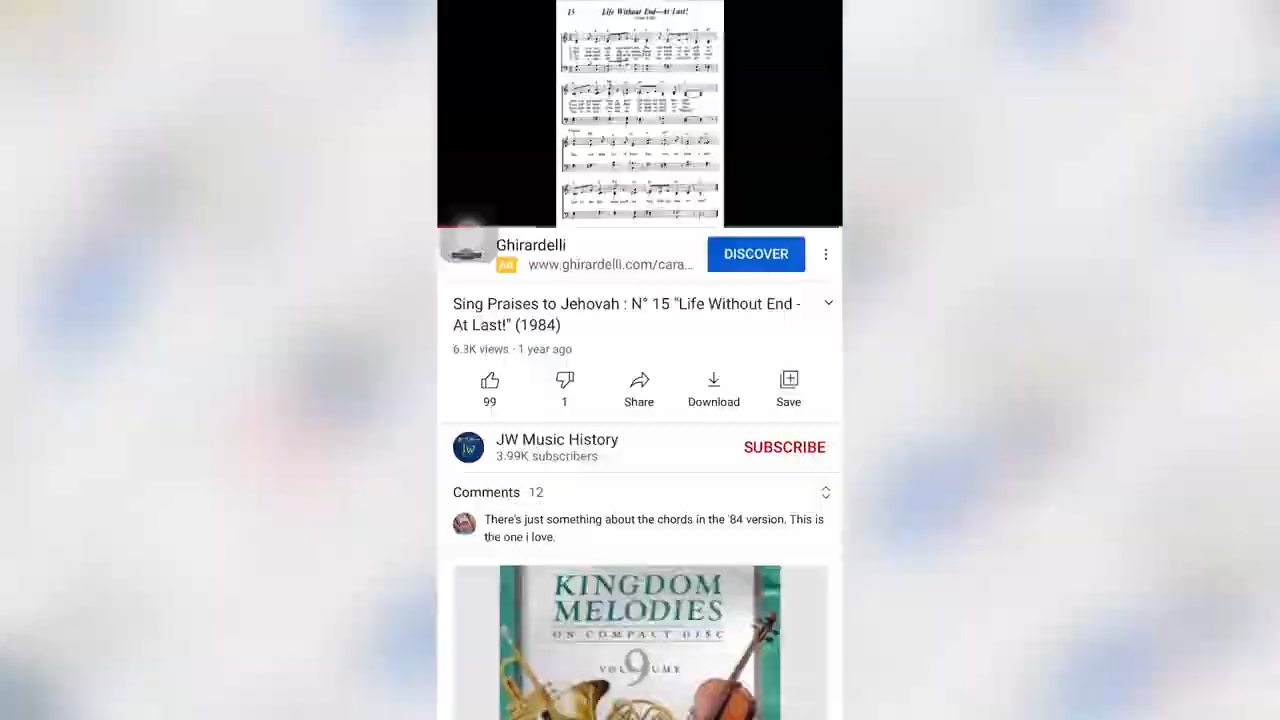 15 Life Without End—At Last!
Ghirardelli
DISCOVER
Ad www.ghirardelli.com/cara...
Sing Praises to Jehovah : N° 15 "Life Without End -
At Last!" (1984)
6.3K views · 1 year ago
99 1 Share Download Save
JW Music History
SUBSCRIBE
3.99K subscribers
Comments 12
There's just something about the chords in the '84 version. This is
the one i love.
KINGDOM
MELODIES
ON COMPACT DISC
VOLUME 9